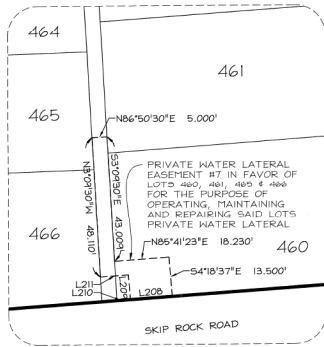 464
461
N86°50'30"E 5.000'
465
N3°09'30"W 48.110'
S3°09'30"E 43.009'
PRIVATE WATER LATERAL
EASEMENT #7 IN FAVOR OF
LOTS 460, 461, 465 & 466
FOR THE PURPOSE OF
OPERATING, MAINTAINING
AND REPAIRING SAID LOTS
PRIVATE WATER LATERAL
466
N85°41'23"E 18.230'
460
S4°18'37"E 13.500'
L211
L210
L209
L208
SKIP ROCK ROAD